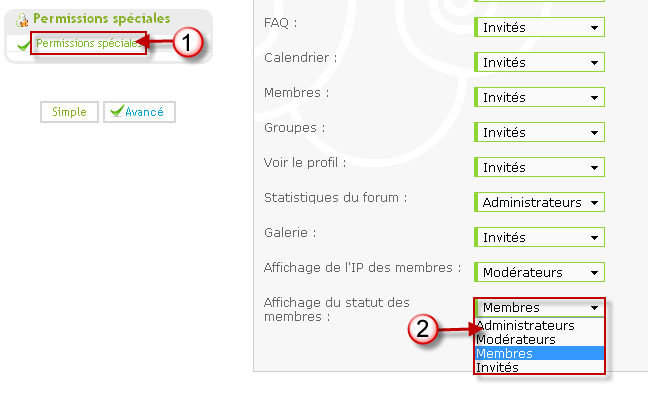 Permissions spéciales
Permissions spéciales
1
Simple
Avancé
FAQ :
Invités
Calendrier :
Invités
Membres :
Invités
Groupes :
Invités
Voir le profil :
Invités
Statistiques du forum :
Administrateurs
Galerie :
Invités
Affichage de l'IP des membres :
Modérateurs
Affichage du statut des
membres :
Membres
2
Administrateurs
Modérateurs
Membres
Invités